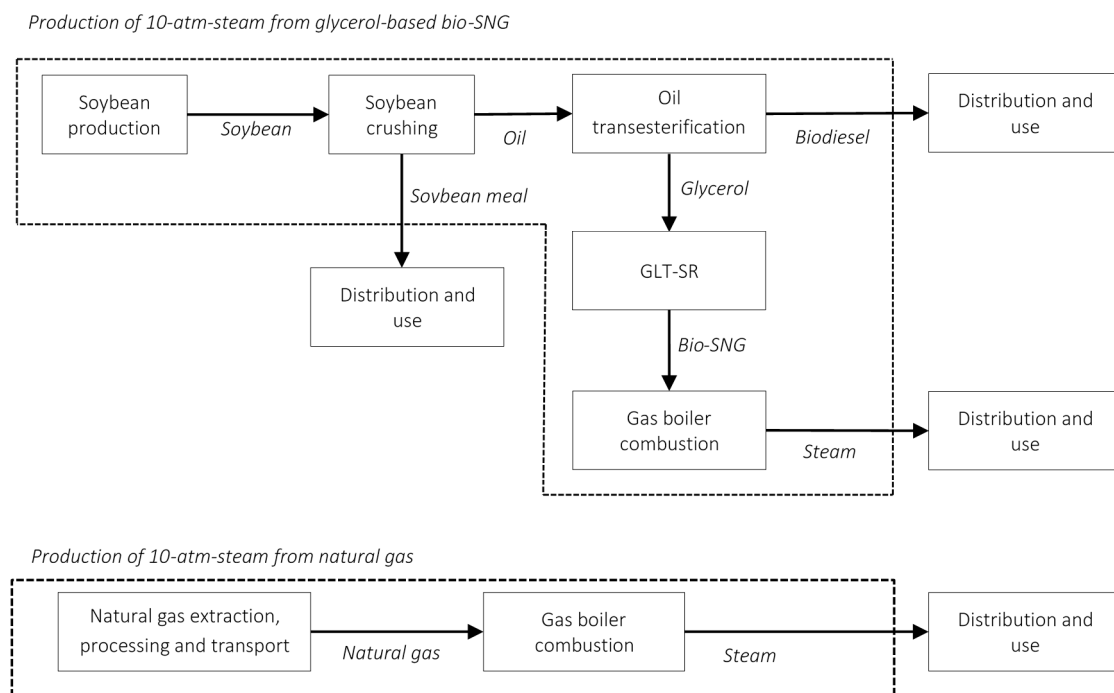 Production of 10-atm-steam from glycerol-based bio-SNG
Soybean
production
Soybean
Soybean
crushing
Oil
Oil
transesterification
Biodiesel
Distribution and
use
Sovbean meal
Glycerol
Distribution and
use
GLT-SR
Bio-SNG
Gas boiler
combustion
Steam
Distribution and
use
Production of 10-atm-steam from natural gas
Natural gas extraction,
processing and transport
Natural gas
Gas boiler
combustion
Steam
Distribution and
use